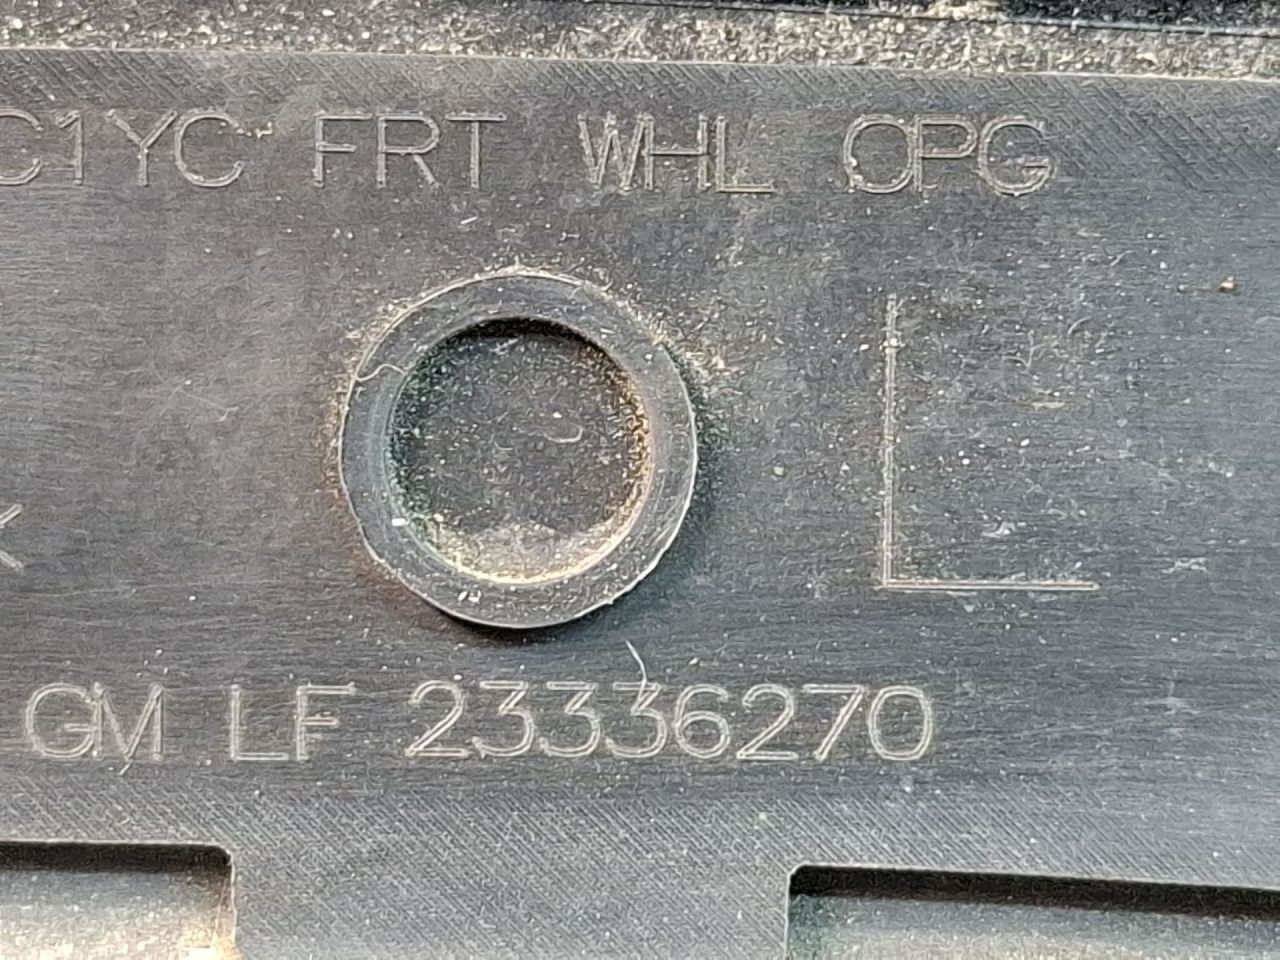 C1YC FRT WHL OPG
L
GM LF 23336270